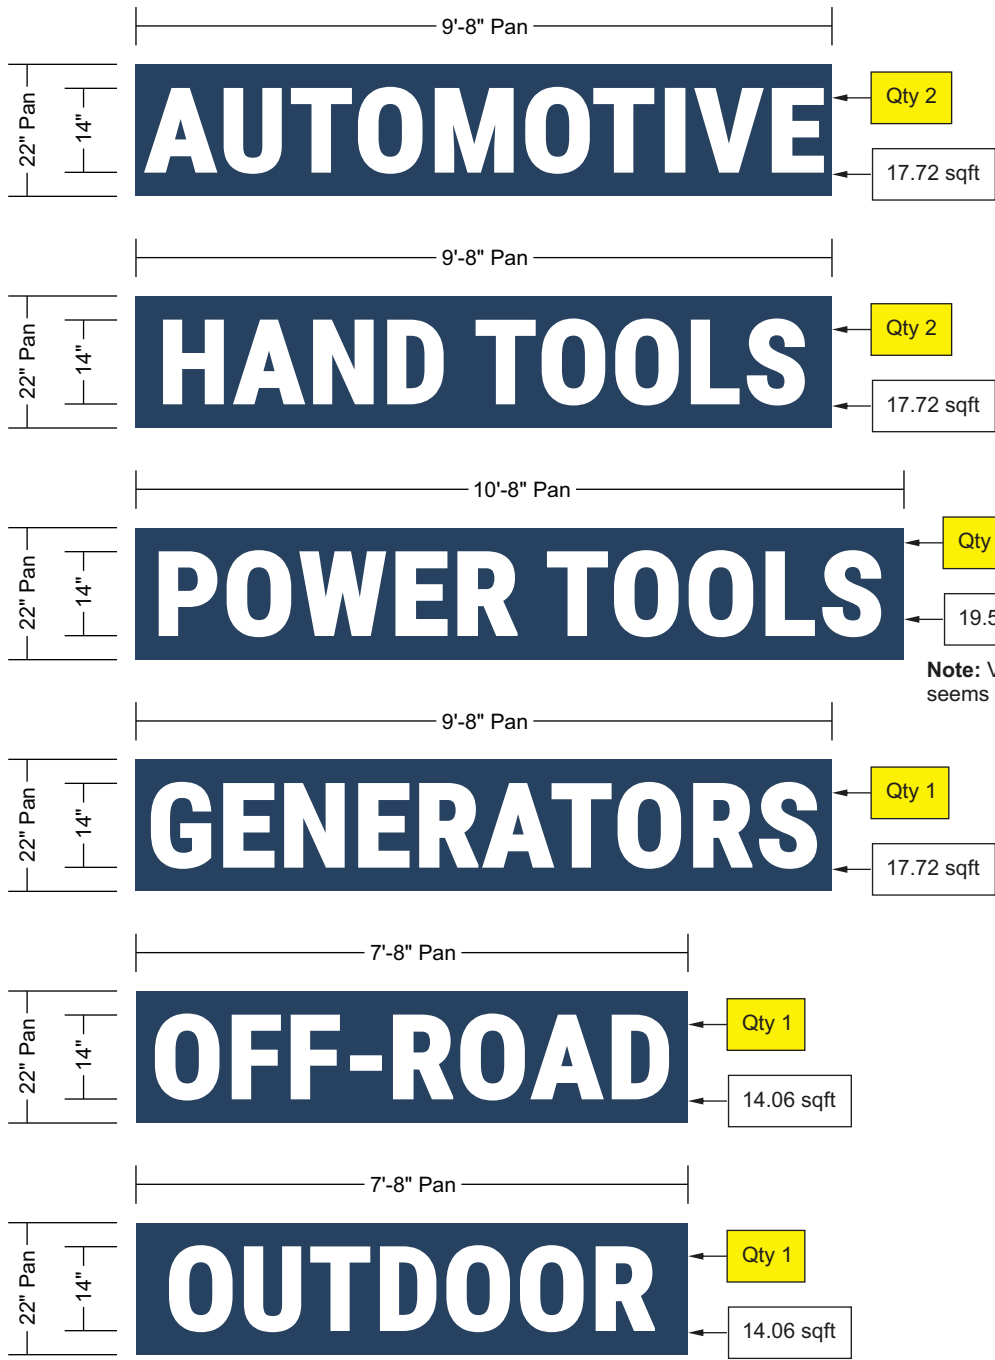 9'-8" Pan
22" Pan
14"
AUTOMOTIVE
Qty 2
17.72 sqft
9'-8" Pan
22" Pan
14"
HAND TOOLS
Qty 2
17.72 sqft
10'-8" Pan
22" Pan
14"
POWER TOOLS
Qty
19.5
Note:
seems
9'-8" Pan
22" Pan
14"
GENERATORS
Qty 1
17.72 sqft
7'-8" Pan
22" Pan
14"
OFF-ROAD
Qty 1
14.06 sqft
7'-8" Pan
22" Pan
14"
OUTDOOR
Qty 1
14.06 sqft